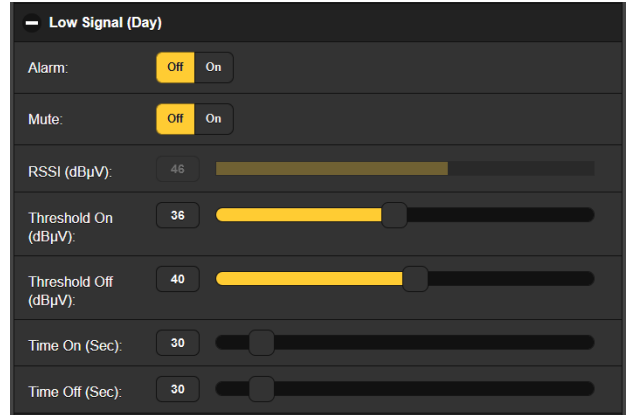 Low Signal (Day)
Alarm: Off On
Mute: Off On
RSSI (dBµV): 46
Threshold On (dBµV): 36
Threshold Off (dBµV): 40
Time On (Sec): 30
Time Off (Sec): 30